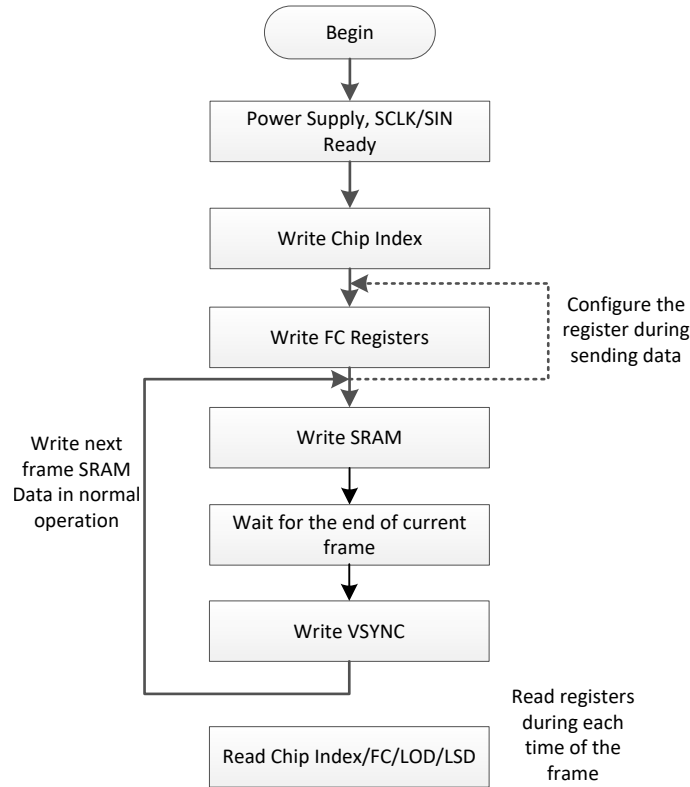 Begin
Power Supply, SCLK/SIN
Ready
Write Chip Index
Configure the
register during
sending data
Write FC Registers
Write next
frame SRAM
Data in normal
operation
Write SRAM
Wait for the end of current
frame
Write VSYNC
Read registers
during each
time of the
frame
Read Chip Index/FC/LOD/LSD